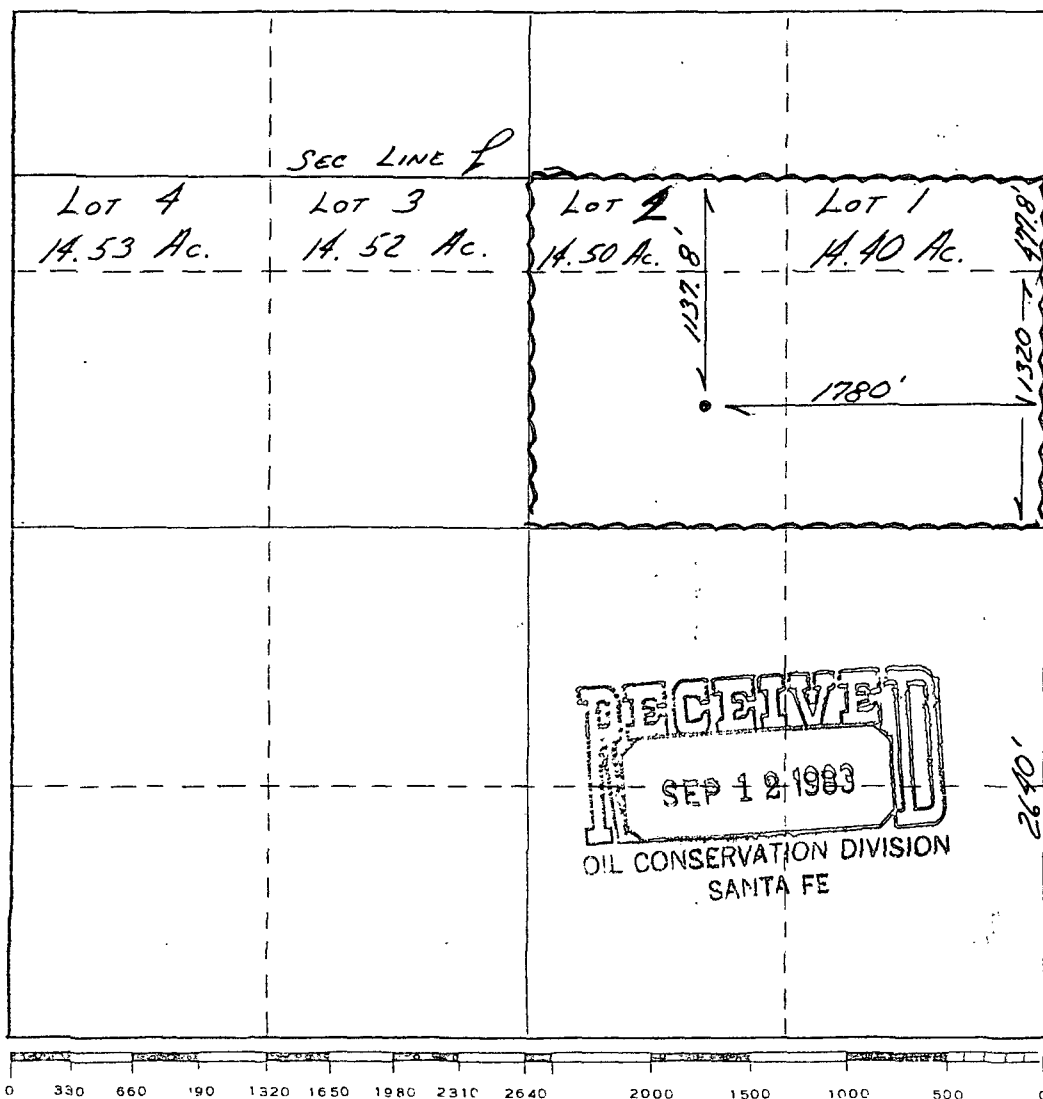 SEC LINE
LOT 4 LOT 3 LOT 2 LOT 1
14.53 Ac. 14.52 Ac. 14.50 Ac. 14.40 Ac.
477.8'
1137.8'
1320
1780'
RECEIVED
SEP 12 1983
OIL CONSERVATION DIVISION
SANTA FE
2640'
0 330 660 '90 1320 1650 1980 2310 2640 2000 1500 1000 500 0